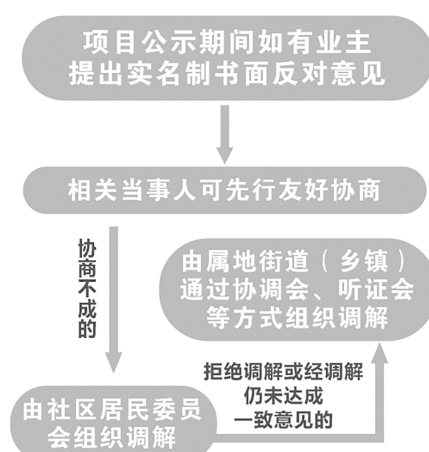 项目公示期间如有业主
提出实名制书面反对意见
相关当事人可先行友好协商
协商不成的
由社区居民委员
会组织调解
拒绝调解或经调解
仍未达成
一致意见的
由属地街道（乡镇）
通过协调会、听证会
等方式组织调解